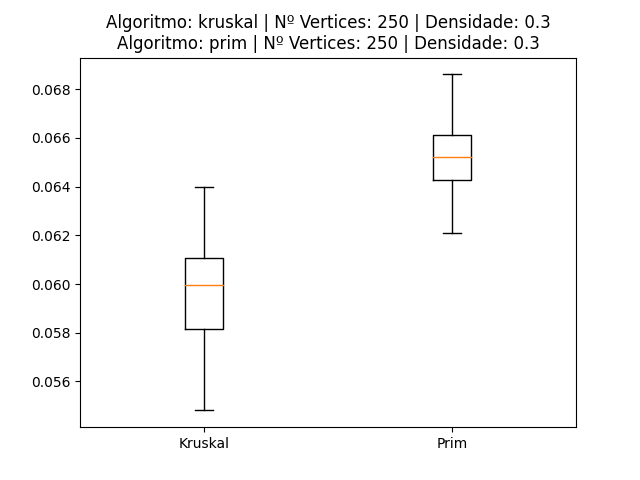 Algoritmo: kruskal | Nº Vertices: 250 | Densidade: 0.3
Algoritmo: prim | Nº Vertices: 250 | Densidade: 0.3
0.068
0.066
0.064
0.062
0.060
0.058
0.056
Kruskal
Prim